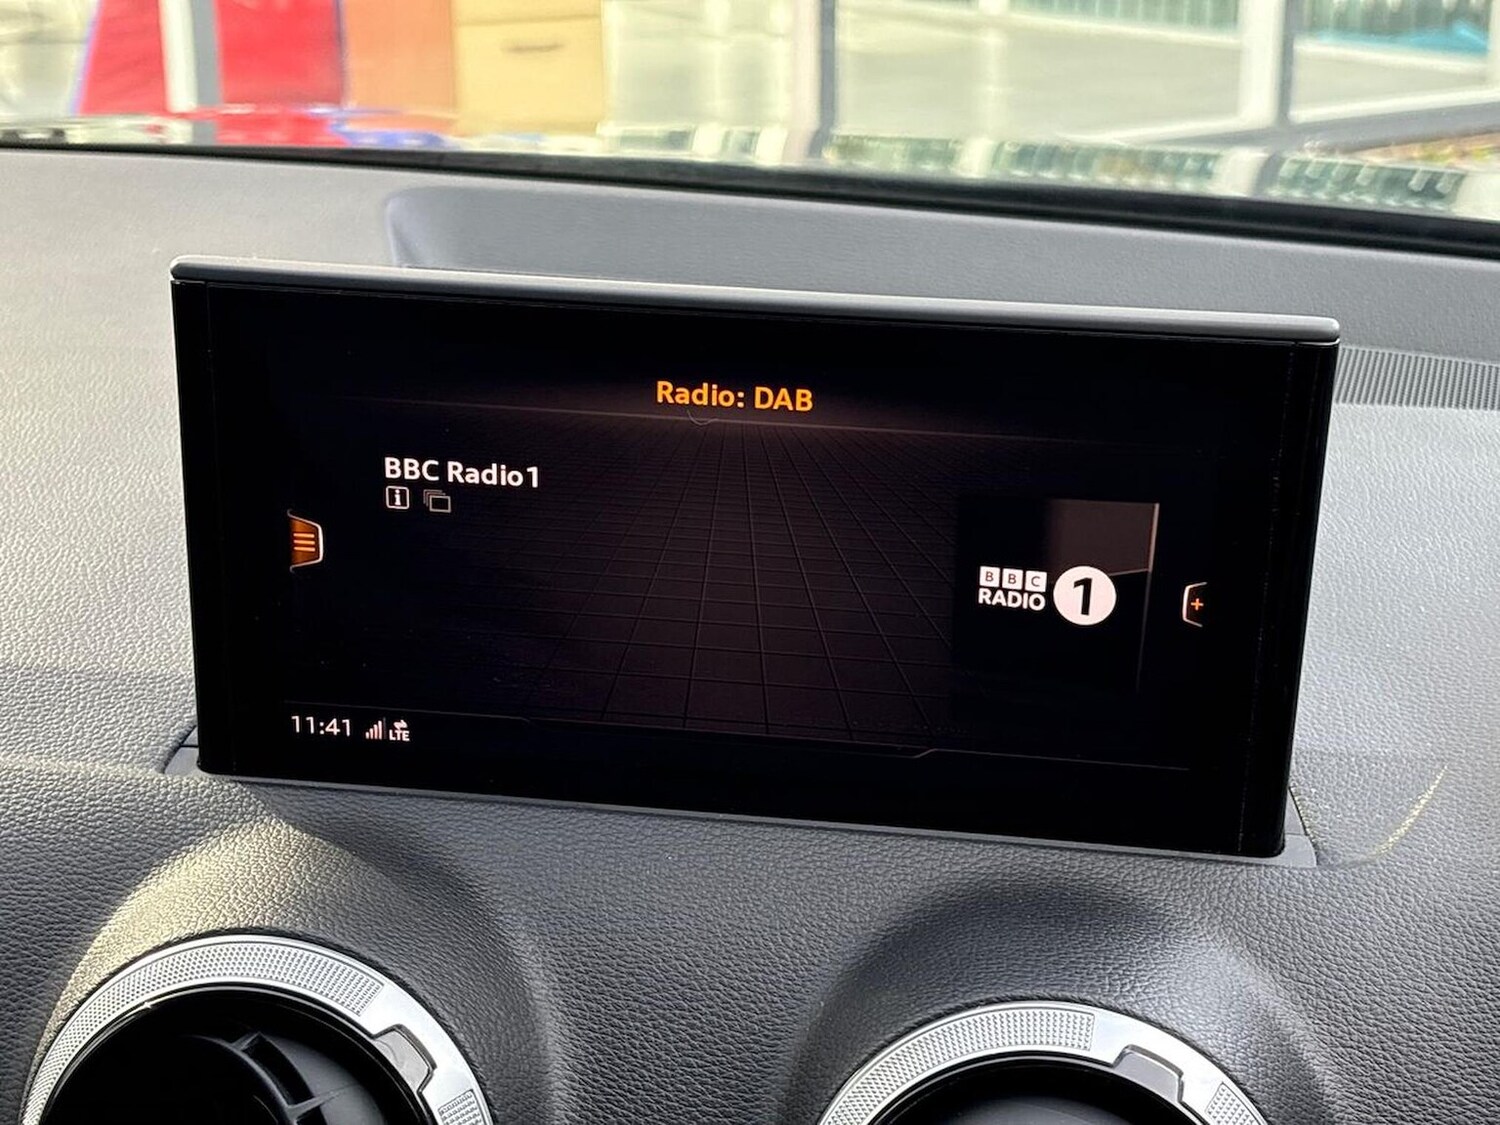 Radio: DAB
BBC Radio1
BBC
RADIO 1
11:41 LTE